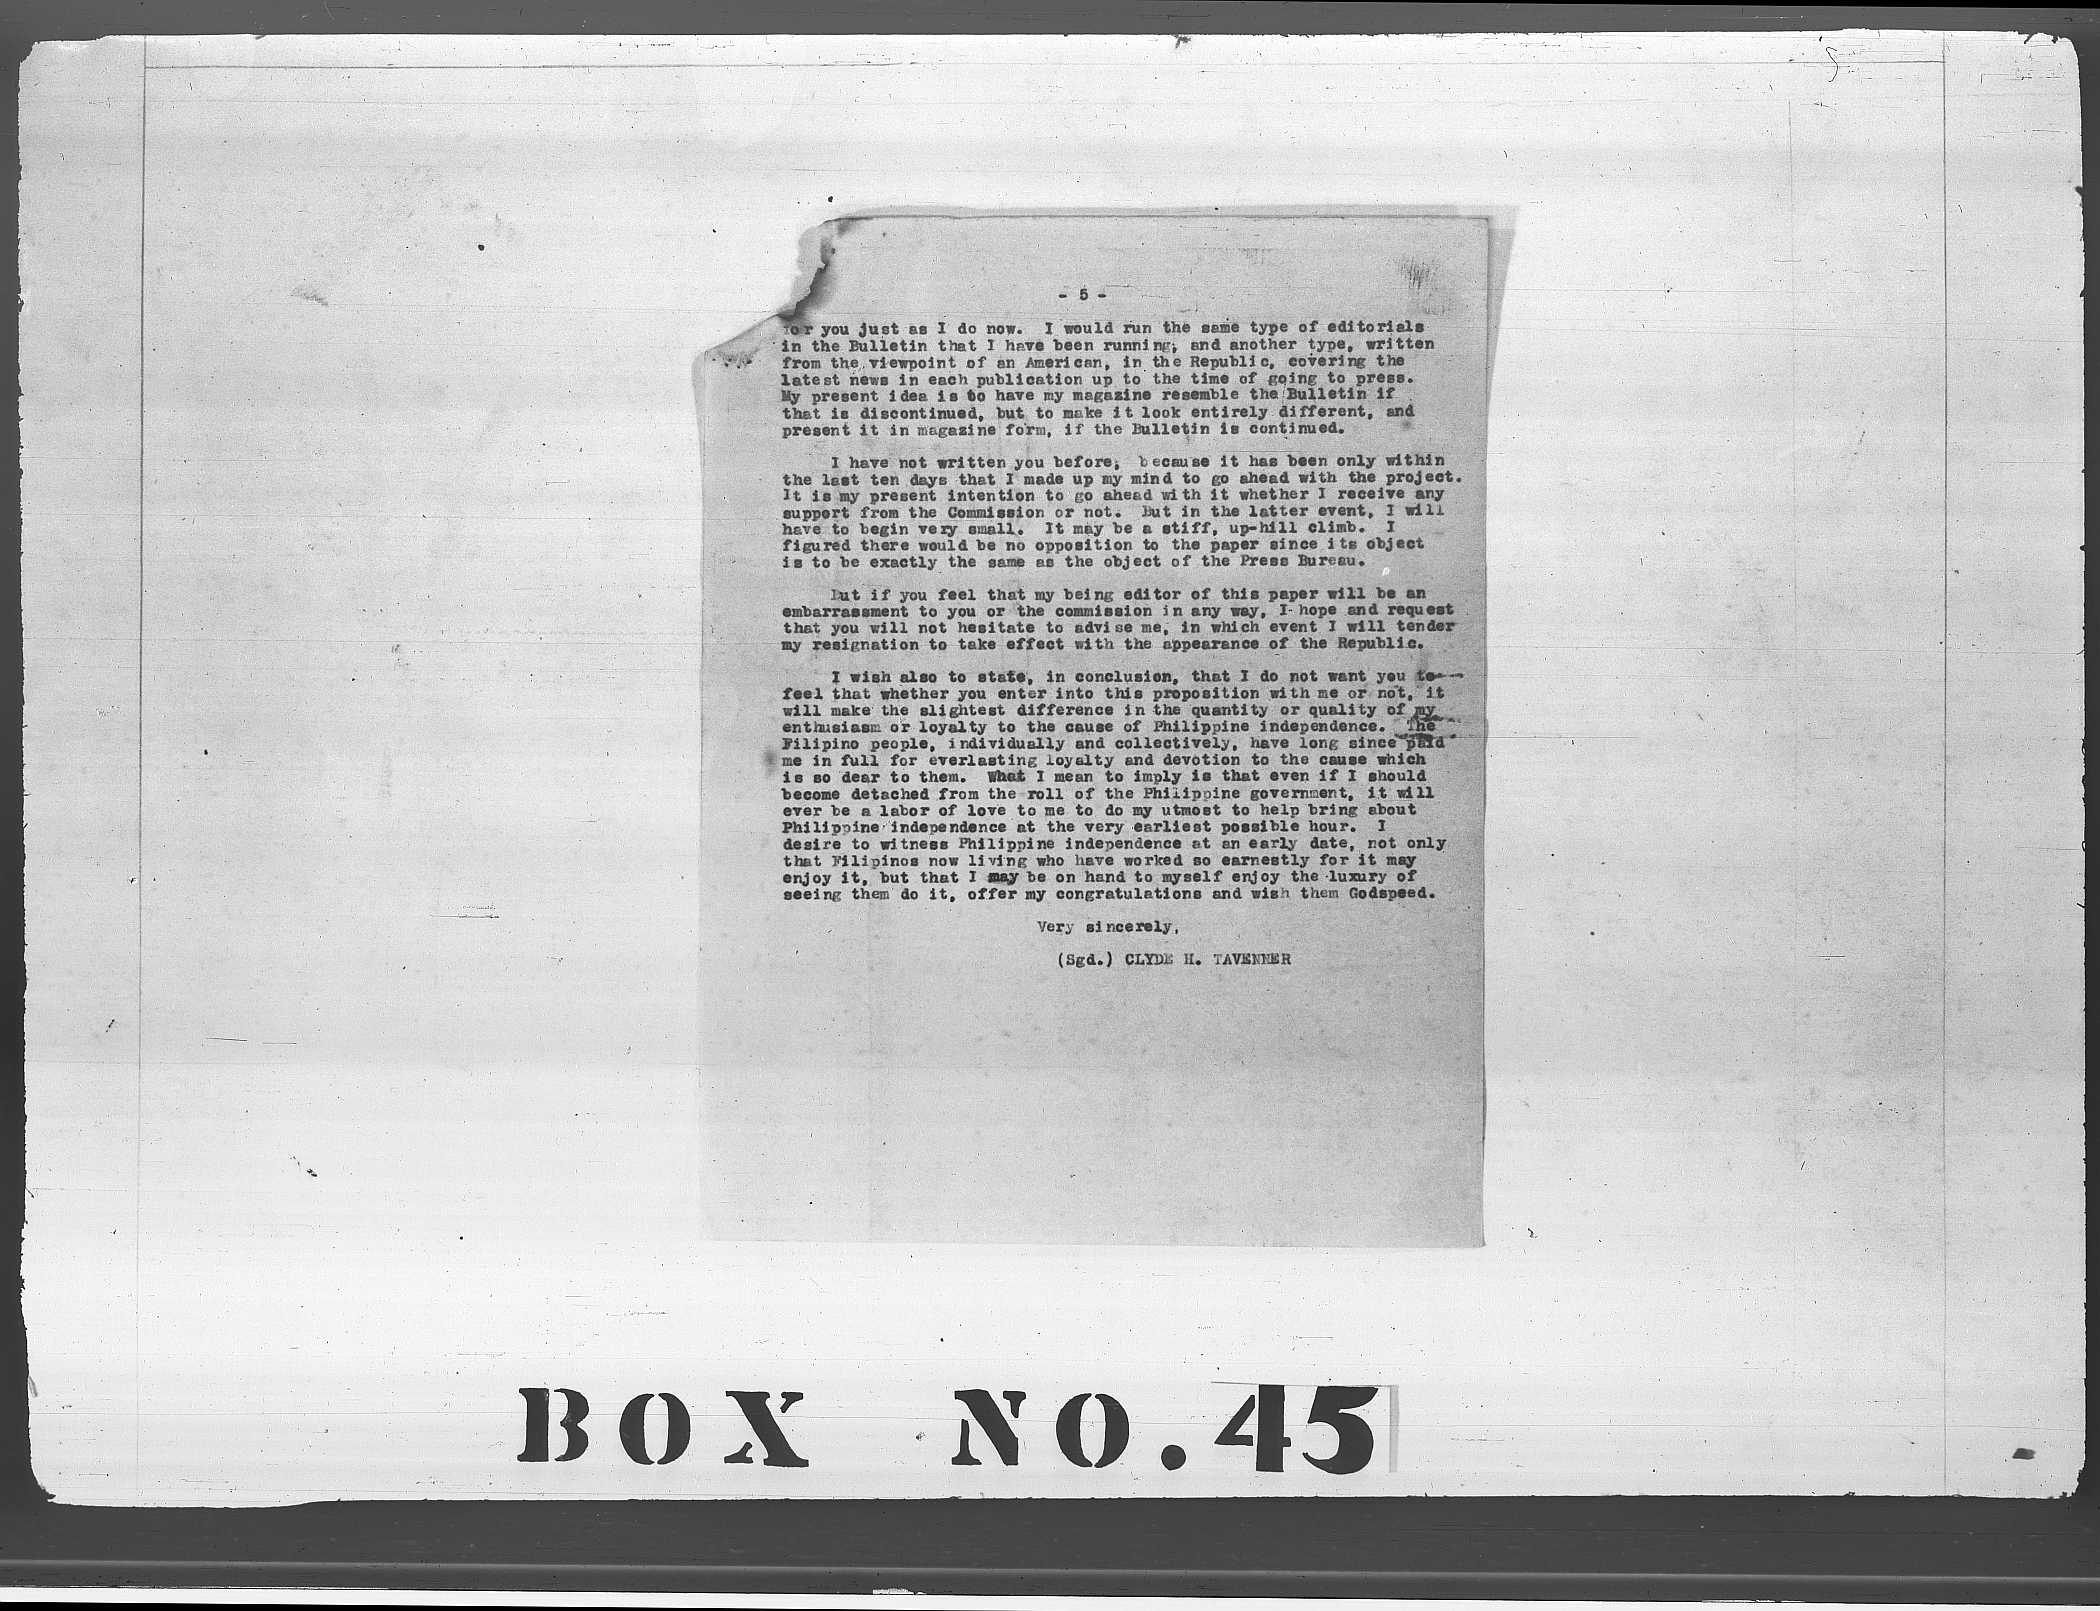 - 5 -
for you just as I do now. I would run the same type of editorials
in the Bulletin that I have been running, and another type, written
from the viewpoint of an American, in the Republic, covering the
latest news in each publication up to the time of going to press.
My present idea is to have my magazine resemble the Bulletin if
that is discontinued, but to make it look entirely different, and
present it in magazine form, if the Bulletin is continued.
I have not written you before, because it has been only within
the last ten days that I made up my mind to go ahead with the project.
It is my present intention to go ahead with it whether I receive any
support from the Commission or not. But in the latter event, I will
have to begin very small. It may be a stiff, up-hill climb. I
figured there would be no opposition to the paper since its object
is to be exactly the same as the object of the Press Bureau.
But if you feel that my being editor of this paper will be an
embarrassment to you or the commission in any way, I hope and request
that you will not hesitate to advise me, in which event I will tender
my resignation to take effect with the appearance of the Republic.
I wish also to state, in conclusion, that I do not want you to
feel that whether you enter into this proposition with me or not, it
will make the slightest difference in the quantity or quality of my
enthusiasm or loyalty to the cause of Philippine independence. The
Filipino people, individually and collectively, have long since paid
me in full for everlasting loyalty and devotion to the cause which
is so dear to them. What I mean to imply is that even if I should
become detached from the roll of the Philippine government, it will
ever be a labor of love to me to do my utmost to help bring about
Philippine independence at the very earliest possible hour. I
desire to witness Philippine independence at an early date, not only
that Filipinos now living who have worked so earnestly for it may
enjoy it, but that I may be on hand to myself enjoy the luxury of
seeing them do it, offer my congratulations and wish them Godspeed.
Very sincerely,
(Sgd.) CLYDE H. TAVENNER
BOX NO. 45